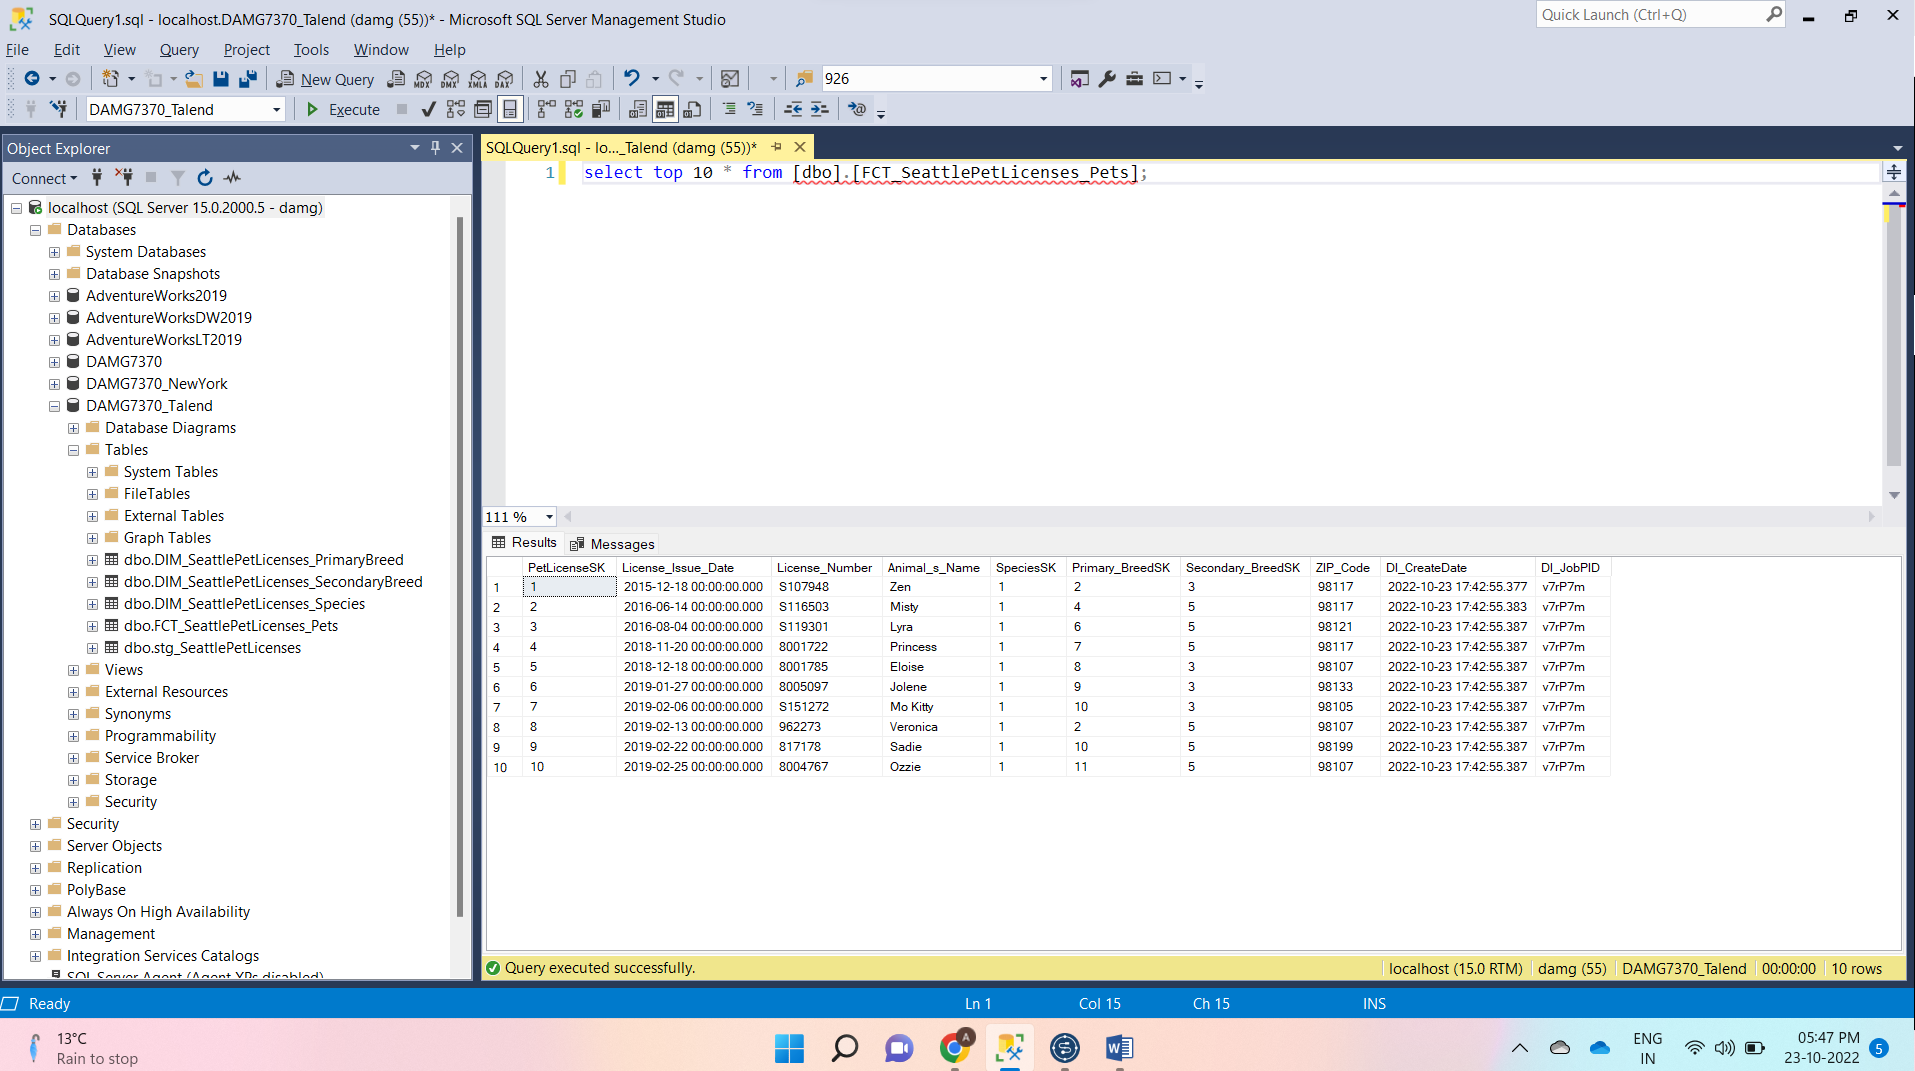 SQLQuery1.sql - localhost.DAMG7370_Talend (damg (55))* - Microsoft SQL Server Management Studio
Quick Launch (Ctrl+Q)
File Edit View Query Project Tools Window Help
New Query MDX DMX XMLA DAX 926
DAMG7370_Talend Execute
Object Explorer
Connect
localhost (SQL Server 15.0.2000.5 - damg)
Databases
System Databases
Database Snapshots
AdventureWorks2019
AdventureWorksDW2019
AdventureWorksLT2019
DAMG7370
DAMG7370_NewYork
DAMG7370_Talend
Database Diagrams
Tables
System Tables
FileTables
External Tables
Graph Tables
dbo.DIM_SeattlePetLicenses_PrimaryBreed
dbo.DIM_SeattlePetLicenses_SecondaryBreed
dbo.DIM_SeattlePetLicenses_Species
dbo.FCT_SeattlePetLicenses_Pets
dbo.stg_SeattlePetLicenses
Views
External Resources
Synonyms
Programmability
Service Broker
Storage
Security
Security
Server Objects
Replication
PolyBase
Always On High Availability
Management
Integration Services Catalogs
SQL Server Agent (Agent XPs disabled)
SQLQuery1.sql - lo..._Talend (damg (55))*
1 select top 10 * from [dbo].[FCT_SeattlePetLicenses_Pets];
111 %
Results Messages
PetLicenseSK License_Issue_Date License_Number Animal_s_Name SpeciesSK Primary_BreedSK Secondary_BreedSK ZIP_Code DI_CreateDate DI_JobPID
1 1 2015-12-18 00:00:00.000 S107948 Zen 1 2 3 98117 2022-10-23 17:42:55.377 v7rP7m
2 2 2016-06-14 00:00:00.000 S116503 Misty 1 4 5 98117 2022-10-23 17:42:55.383 v7rP7m
3 3 2016-08-04 00:00:00.000 S119301 Lyra 1 6 5 98121 2022-10-23 17:42:55.387 v7rP7m
4 4 2018-11-20 00:00:00.000 8001722 Princess 1 7 5 98117 2022-10-23 17:42:55.387 v7rP7m
5 5 2018-12-18 00:00:00.000 8001785 Eloise 1 8 3 98107 2022-10-23 17:42:55.387 v7rP7m
6 6 2019-01-27 00:00:00.000 8005097 Jolene 1 9 3 98133 2022-10-23 17:42:55.387 v7rP7m
7 7 2019-02-06 00:00:00.000 S151272 Mo Kitty 1 10 3 98105 2022-10-23 17:42:55.387 v7rP7m
8 8 2019-02-13 00:00:00.000 962273 Veronica 1 2 5 98107 2022-10-23 17:42:55.387 v7rP7m
9 9 2019-02-22 00:00:00.000 817178 Sadie 1 10 5 98199 2022-10-23 17:42:55.387 v7rP7m
10 10 2019-02-25 00:00:00.000 8004767 Ozzie 1 11 5 98107 2022-10-23 17:42:55.387 v7rP7m
Query executed successfully. localhost (15.0 RTM) damg (55) DAMG7370_Talend 00:00:00 10 rows
Ready Ln 1 Col 15 Ch 15 INS
13°C
Rain to stop
A
W
ENG
IN
05:47 PM
23-10-2022
5